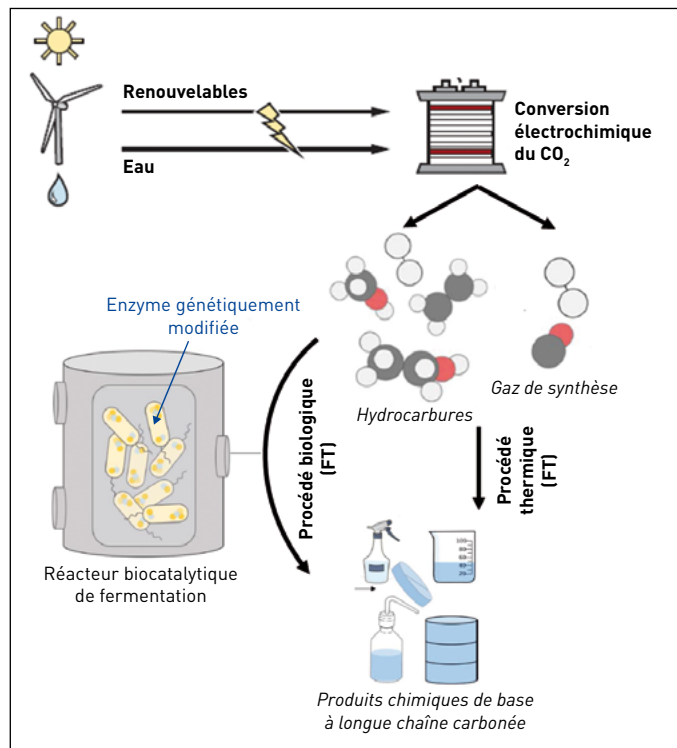 Renouvelables
Eau
Conversion
électrochimique
du CO₂
Enzyme génétiquement
modifiée
Gaz de synthèse
Hydrocarbures
Procédé biologique
(FT)
Procédé
thermique
(FT)
Réacteur biocatalytique
de fermentation
100
Produits chimiques de base
à longue chaîne carbonée